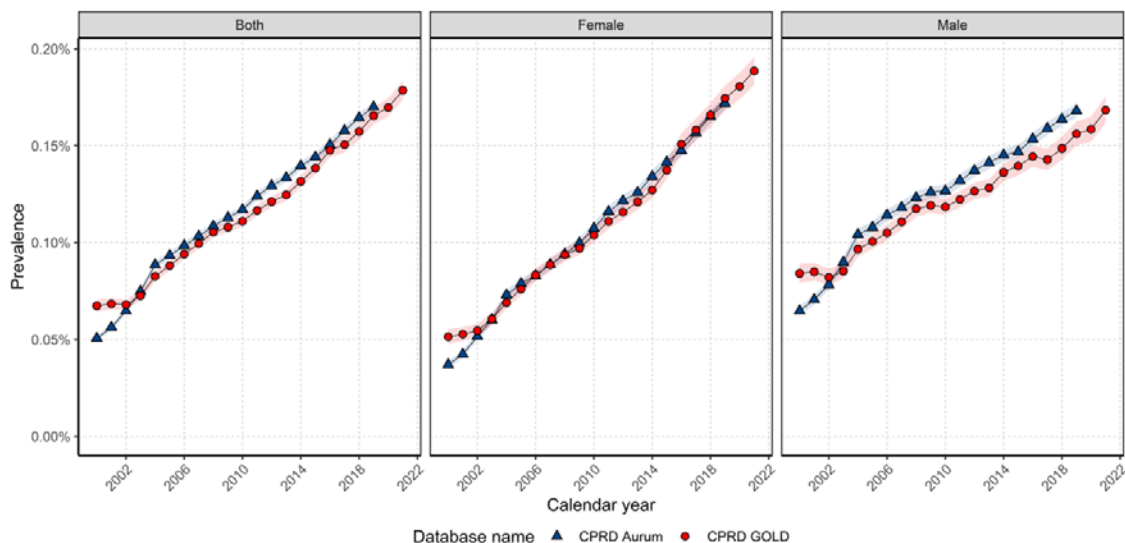 Both Female Male
0.20%
0.15%
0.10%
0.05%
0.00%
Prevalence
2002 2006 2010 2014 2018 2022 2002 2006 2010 2014 2018 2022 2002 2006 2010 2014 2018 2022
Calendar year
Database name CPRD Aurum CPRD GOLD